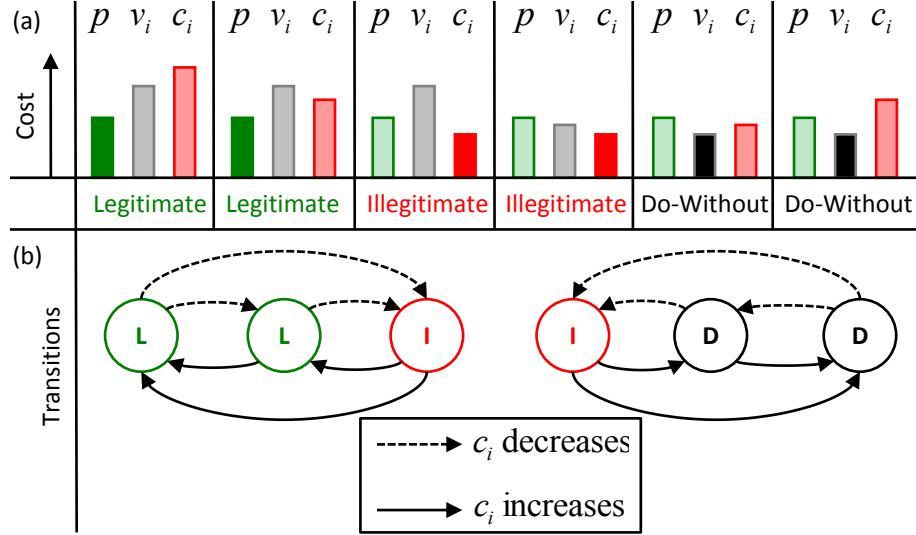 (a) p v_i c_i p v_i c_i p v_i c_i p v_i c_i p v_i c_i p v_i c_i
Cost
Legitimate Legitimate Illegitimate Illegitimate Do-Without Do-Without
(b)
Transitions
L L I I D D
c_i decreases
c_i increases